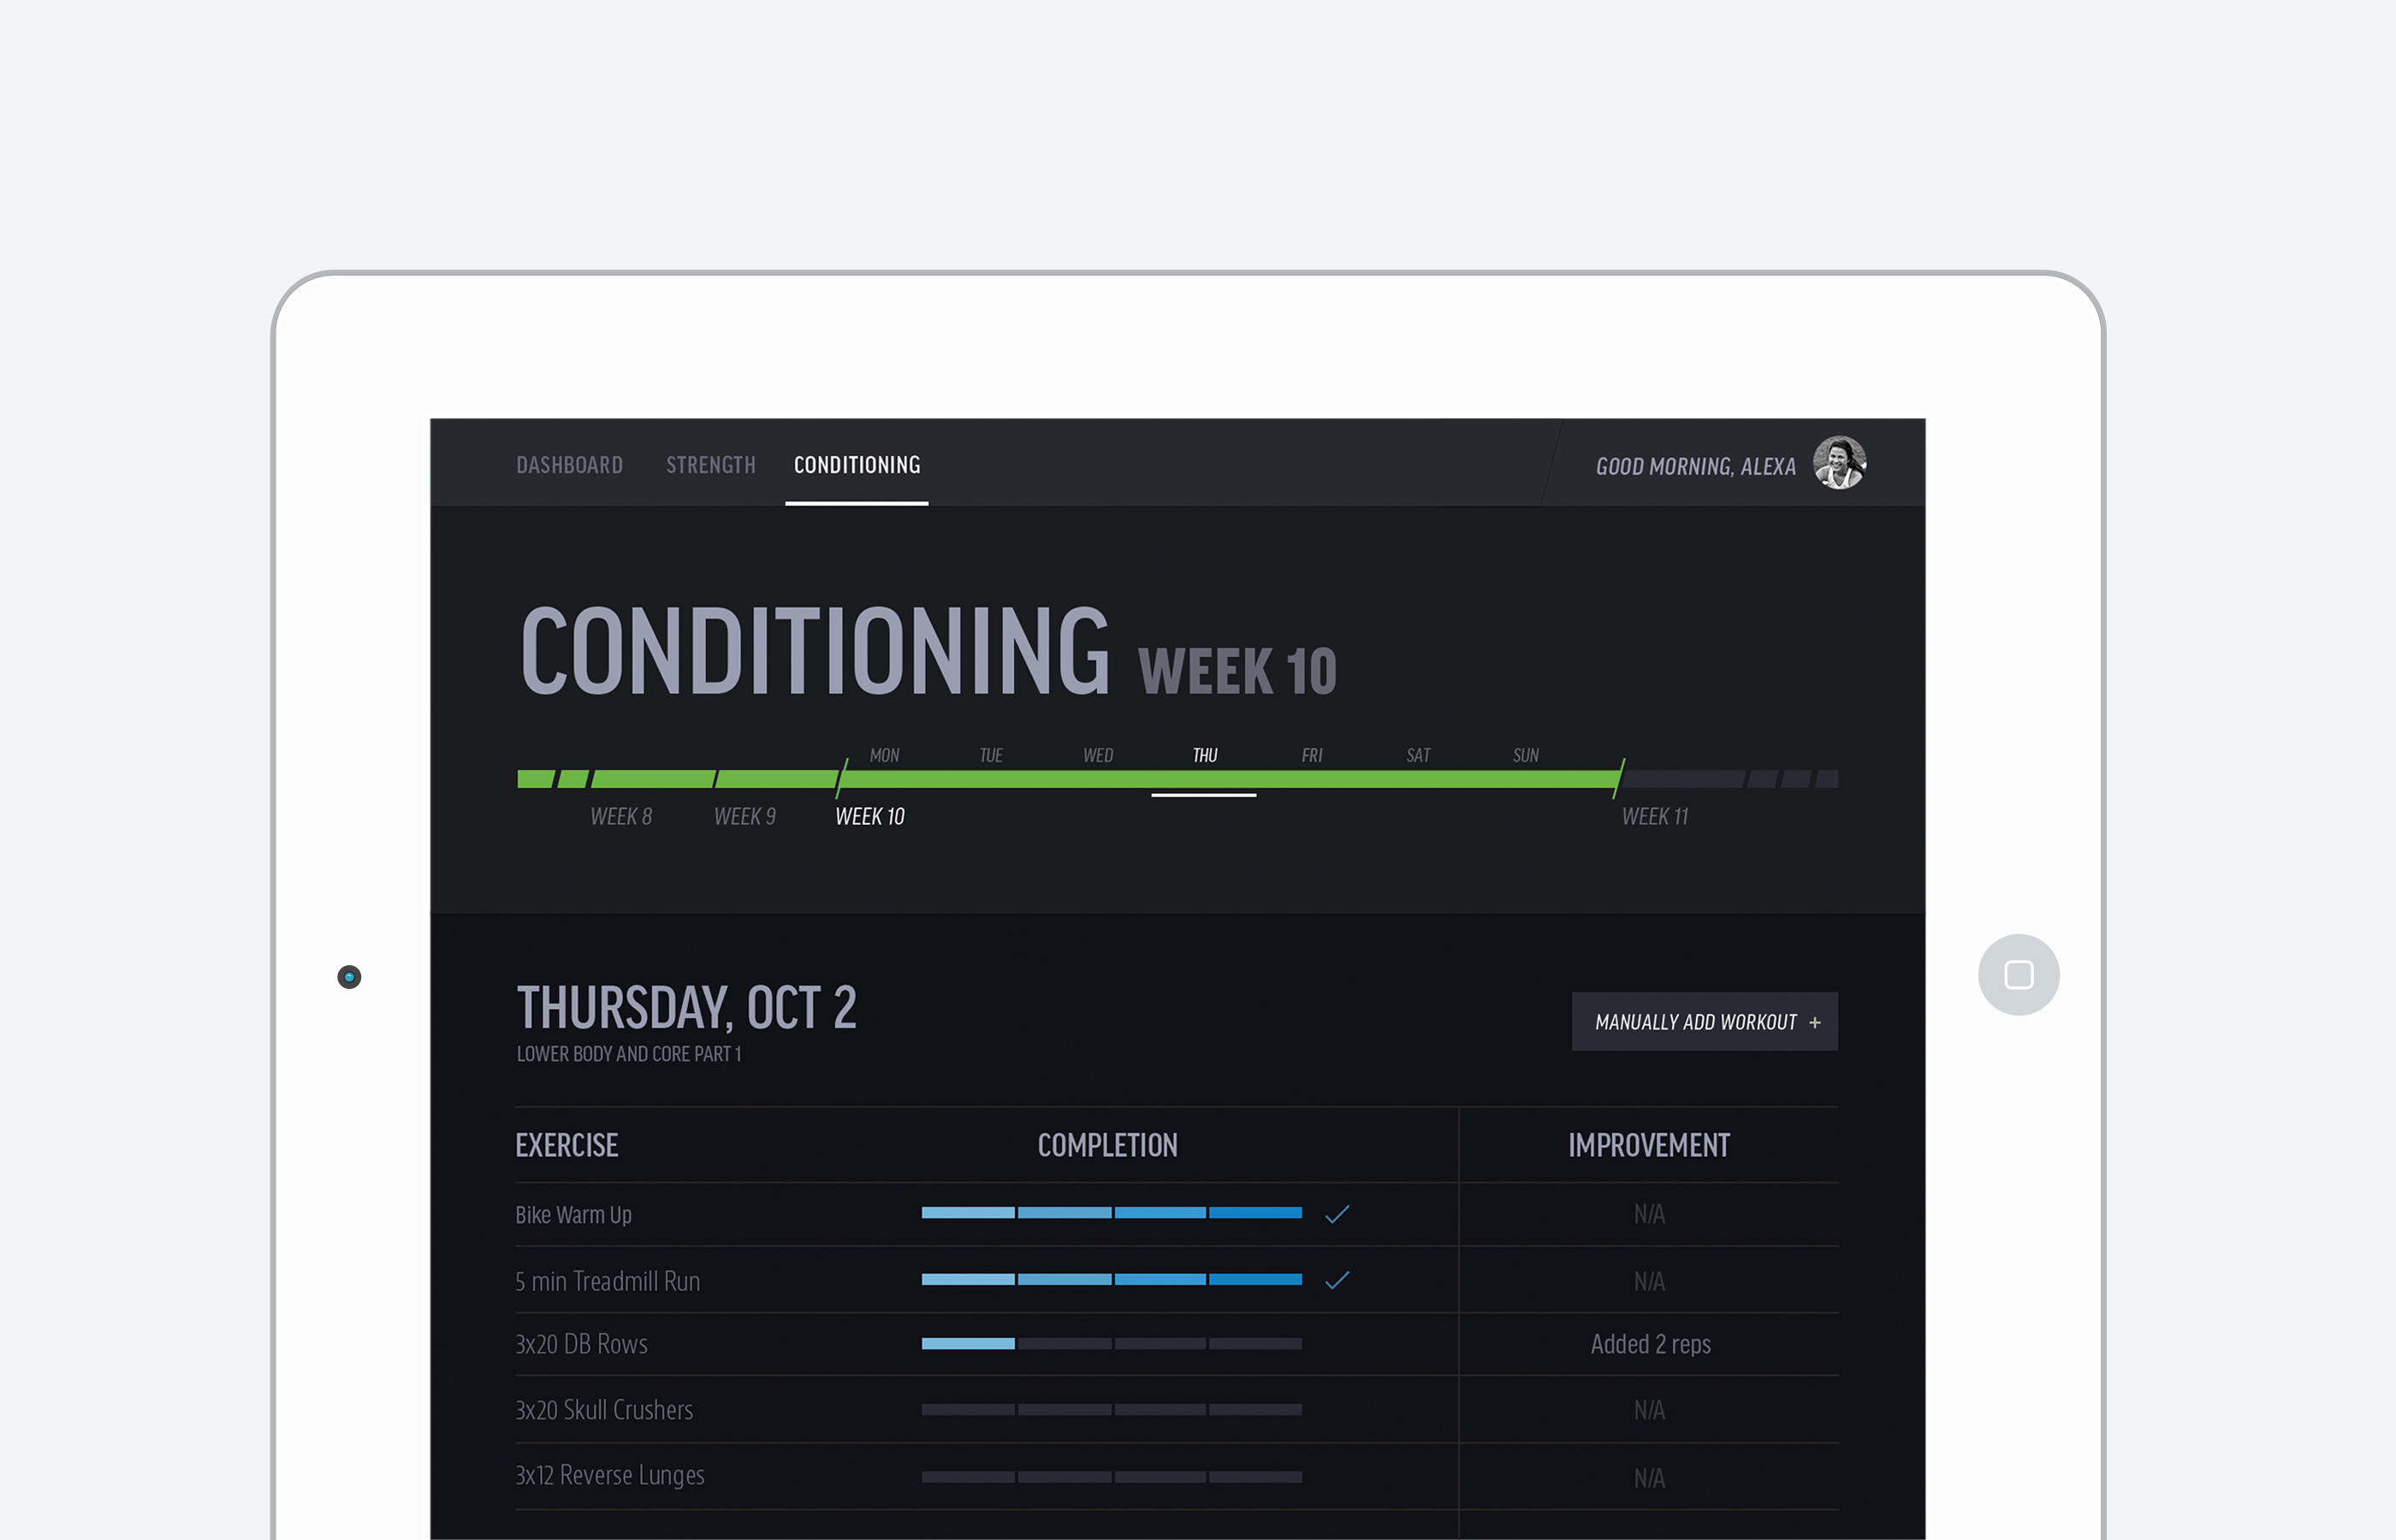 DASHBOARD STRENGTH CONDITIONING GOOD MORNING, ALEXA
CONDITIONING WEEK 10
MON TUE WED THU FRI SAT SUN
WEEK 8 WEEK 9 WEEK 10 WEEK 11
THURSDAY, OCT 2
LOWER BODY AND CORE PART 1
MANUALLY ADD WORKOUT +
EXERCISE COMPLETION IMPROVEMENT
Bike Warm Up N/A
5 min Treadmill Run N/A
3x20 DB Rows Added 2 reps
3x20 Skull Crushers N/A
3x12 Reverse Lunges N/A